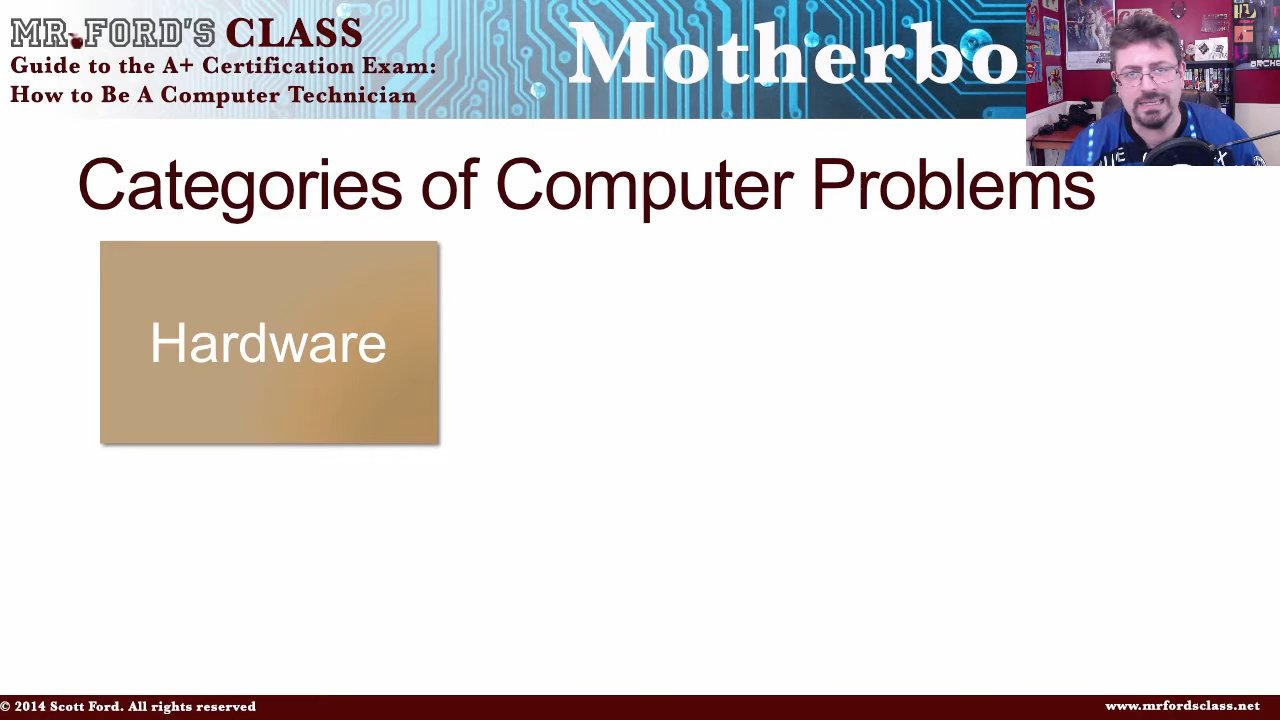 MR. FORD'S CLASS
Guide to the A+ Certification Exam:
How to Be A Computer Technician
Motherbo
Categories of Computer Problems
Hardware
© 2014 Scott Ford. All rights reserved
www.mrfordsclass.net